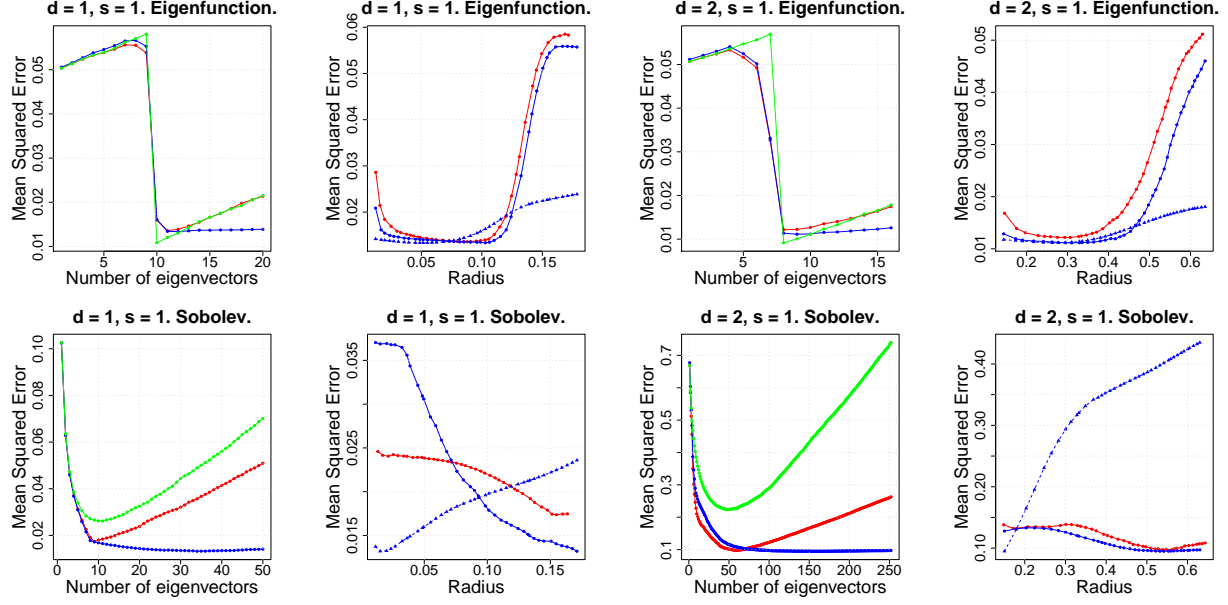 d = 1, s = 1. Eigenfunction.
Mean Squared Error
0.01 0.02 0.03 0.04 0.05
5 10 15 20
Number of eigenvectors
d = 1, s = 1. Eigenfunction.
Mean Squared Error
0.02 0.03 0.04 0.05 0.06
0.05 0.10 0.15
Radius
d = 2, s = 1. Eigenfunction.
Mean Squared Error
0.01 0.02 0.03 0.04 0.05
5 10 15
Number of eigenvectors
d = 2, s = 1. Eigenfunction.
Mean Squared Error
0.01 0.02 0.03 0.04 0.05
0.2 0.3 0.4 0.5 0.6
Radius
d = 1, s = 1. Sobolev.
Mean Squared Error
0.02 0.04 0.06 0.08 0.10
0 10 20 30 40 50
Number of eigenvectors
d = 1, s = 1. Sobolev.
Mean Squared Error
0.015 0.025 0.035
0.05 0.10 0.15
Radius
d = 2, s = 1. Sobolev.
Mean Squared Error
0.1 0.3 0.5 0.7
0 50 100 150 200 250
Number of eigenvectors
d = 2, s = 1. Sobolev.
Mean Squared Error
0.10 0.20 0.30 0.40
0.2 0.3 0.4 0.5 0.6
Radius